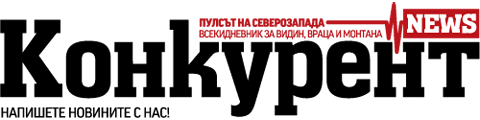 ПУЛСЪТ НА СЕВЕРОЗАПАДА
ВСЕКИДНЕВНИК ЗА ВИДИН, ВРАЦА И МОНТАНА
NEWS
Конкурент
НАПИШЕТЕ НОВИНИТЕ С НАС!